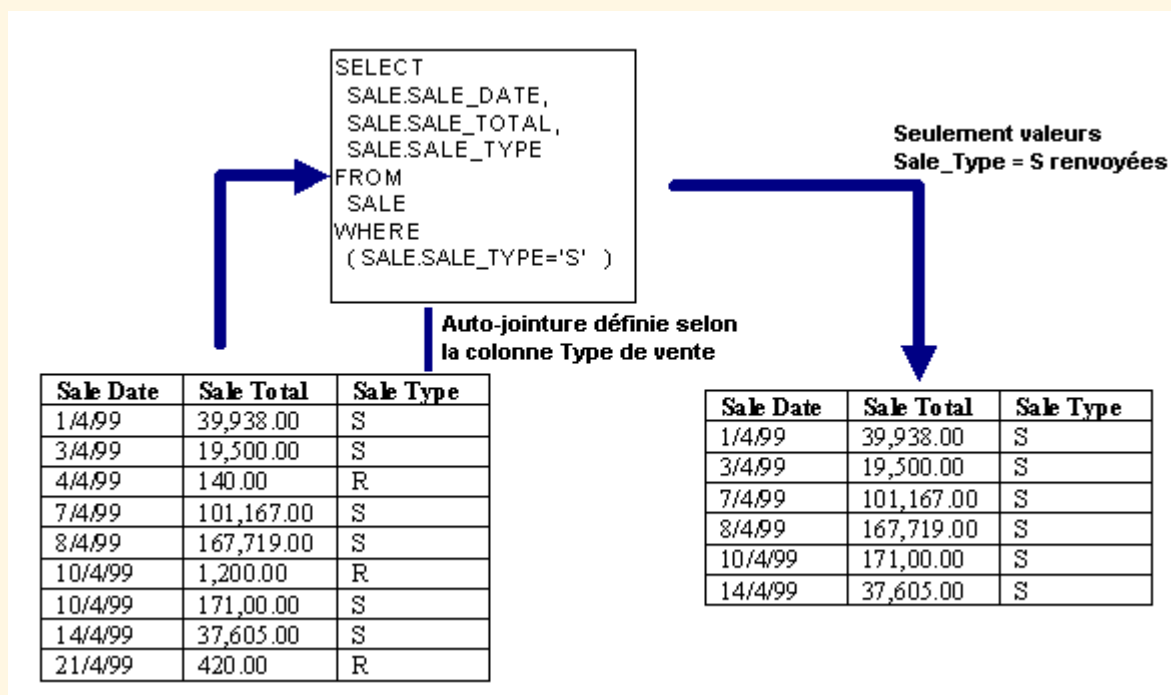 SELECT
SALE.SALE_DATE,
SALE.SALE_TOTAL,
SALE.SALE_TYPE
FROM
SALE
WHERE
( SALE.SALE_TYPE='S' )
Seulement valeurs
Sale_Type = S renvoyées
Auto-jointure définie selon
la colonne Type de vente
Sale Date Sale Total Sale Type
1/4/99 39,938.00 S
3/4/99 19,500.00 S
4/4/99 140.00 R
7/4/99 101,167.00 S
8/4/99 167,719.00 S
10/4/99 1,200.00 R
10/4/99 171,00.00 S
14/4/99 37,605.00 S
21/4/99 420.00 R
Sale Date Sale Total Sale Type
1/4/99 39,938.00 S
3/4/99 19,500.00 S
7/4/99 101,167.00 S
8/4/99 167,719.00 S
10/4/99 171,00.00 S
14/4/99 37,605.00 S